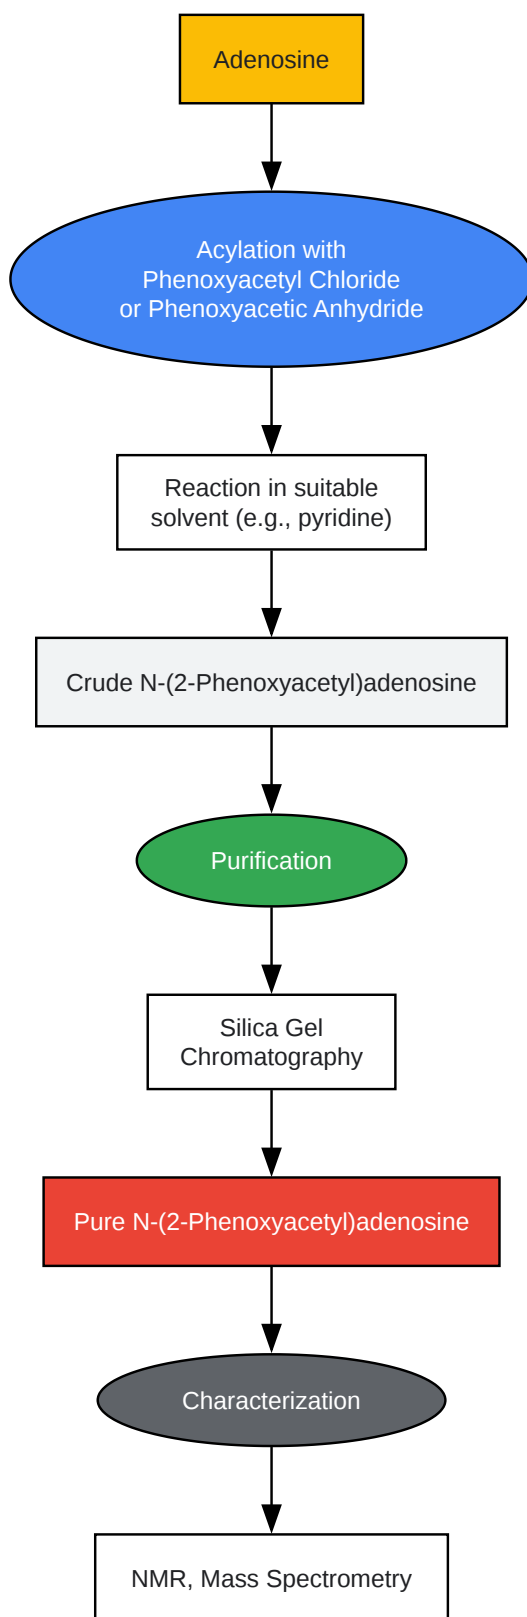 Adenosine
Acylation with
Phenoxyacetyl Chloride
or Phenoxyacetic Anhydride
Reaction in suitable
solvent (e.g., pyridine)
Crude N-(2-Phenoxyacetyl)adenosine
Purification
Silica Gel
Chromatography
Pure N-(2-Phenoxyacetyl)adenosine
Characterization
NMR, Mass Spectrometry